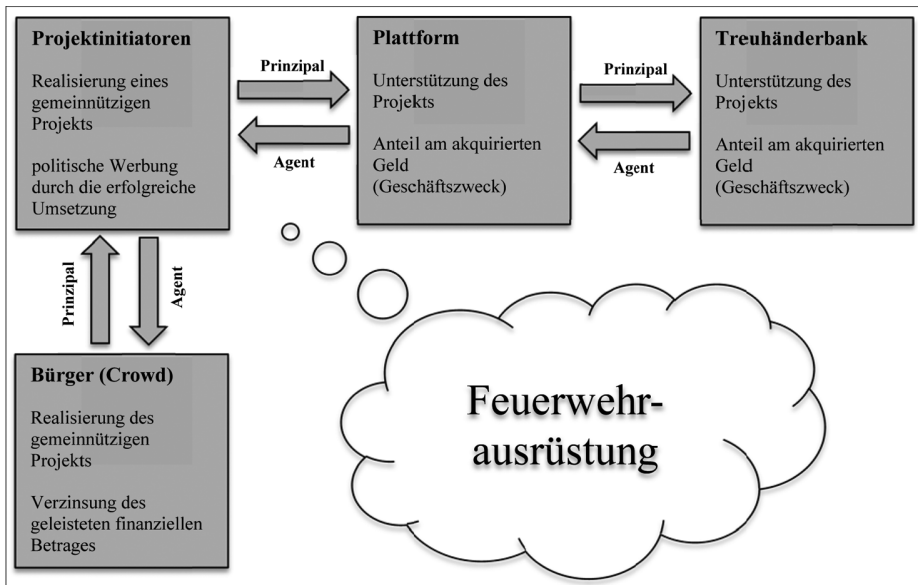 Projektinitiatoren
Realisierung eines
gemeinnützigen
Projekts
politische Werbung
durch die erfolgreiche
Umsetzung
Prinzipal
Agent
Plattform
Unterstützung des
Projekts
Anteil am akquirierten
Geld
(Geschäftszweck)
Prinzipal
Agent
Treuhänderbank
Unterstützung des
Projekts
Anteil am akquirierten
Geld
(Geschäftszweck)
Prinzipal
Agent
Bürger (Crowd)
Realisierung des
gemeinnützigen
Projekts
Verzinsung des
geleisteten finanziellen
Betrages
Feuerwehr-
ausrüstung